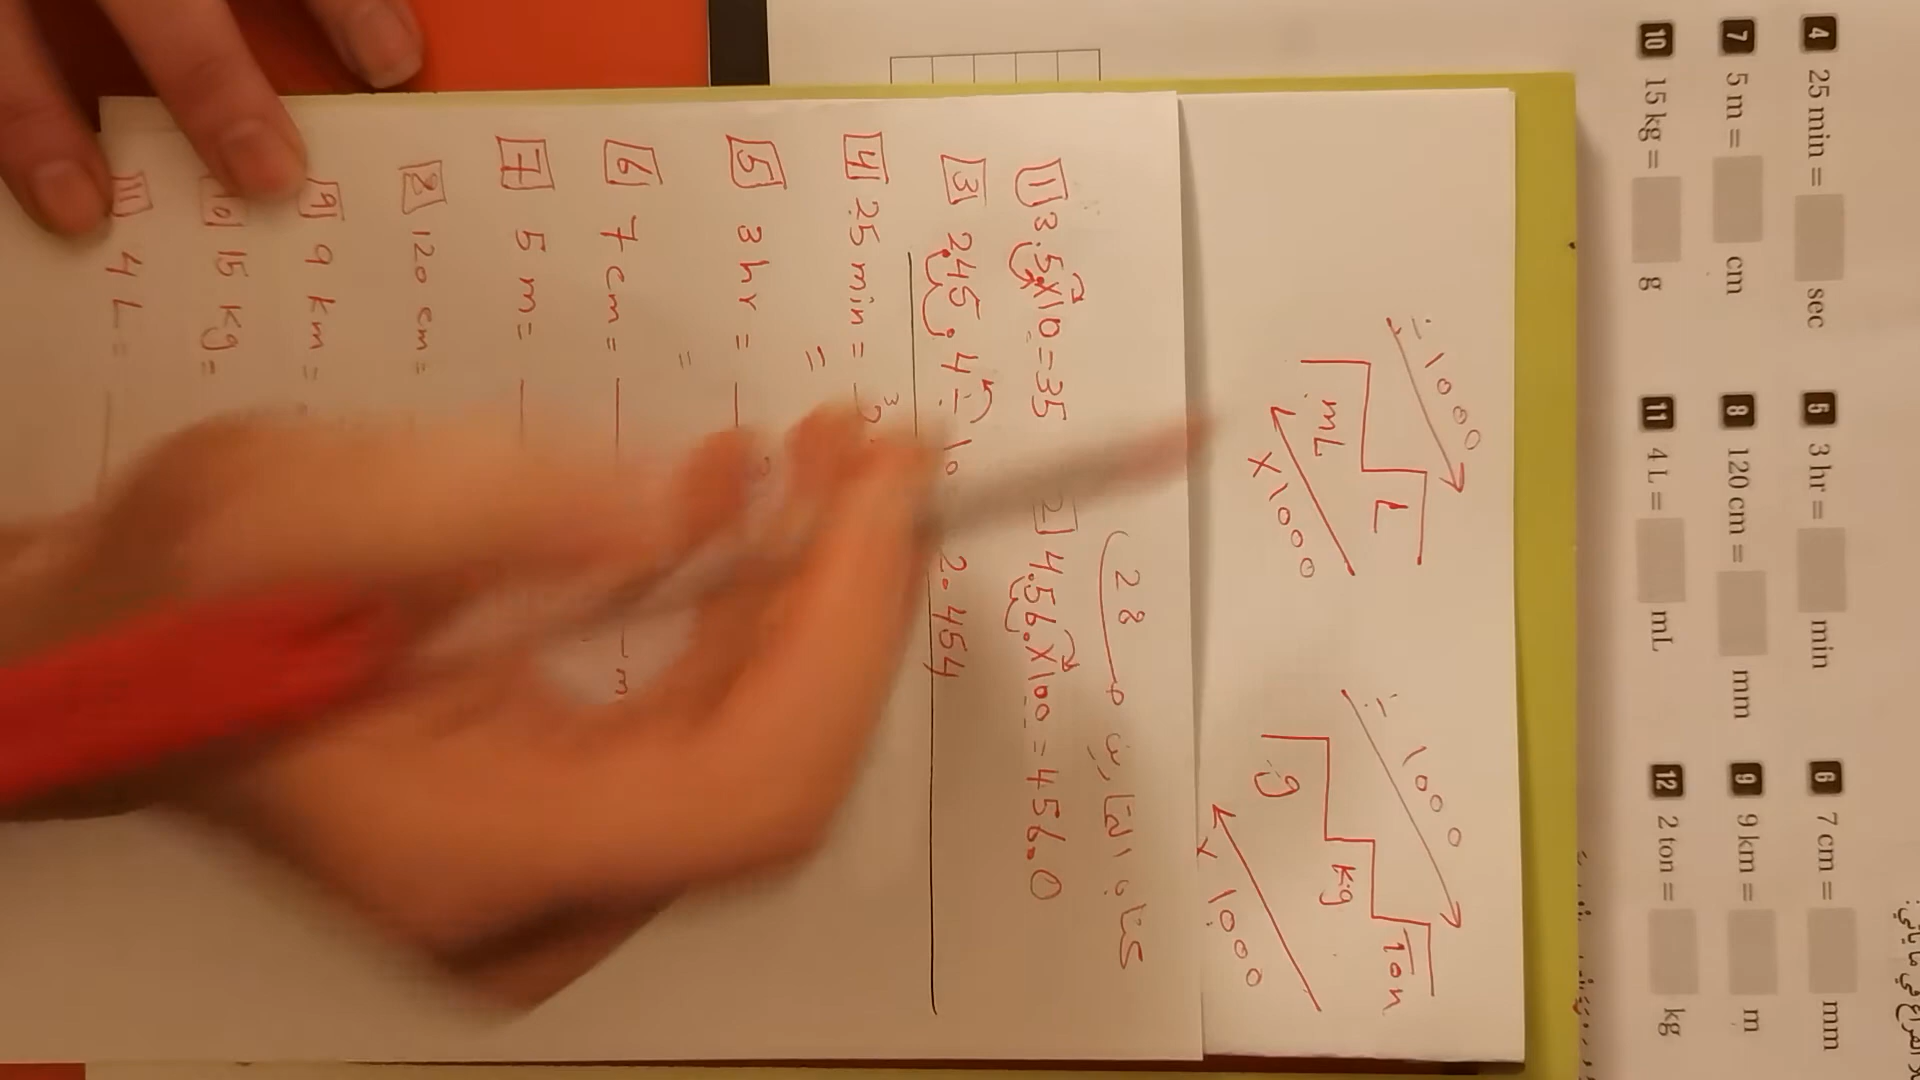 4 25 min = sec 5 3 hr = min 6 7 cm = mm
7 5 m = cm 8 120 cm = mm 9 9 km = m
10 15 kg = g 11 4 L = mL 12 2 ton = kg
÷ 1000
mL L
X 1000
÷ 1000
g kg Ton
X 1000
كتاب التمارين 28
1 3.5 X 10 = 35 2 4.56. X 100 = 456.0
3 245.4 ÷ 10 2.454
4 25 min =
5 3 hr =
6 7 cm = m
7 5 m =
8 120 cm =
9 9 km =
10 15 kg =
11 4 L =